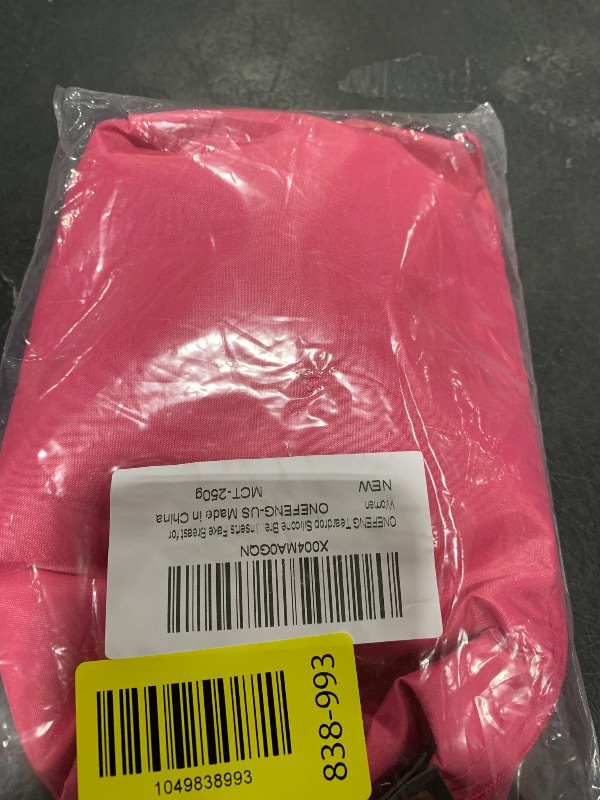 X004MA0GQN
ONEFENG Teardrop Silicone Bre...Inserts Fake Breast for
Women
ONEFENG-US Made in China
NEW
MCT-250g
1049838993
838-993